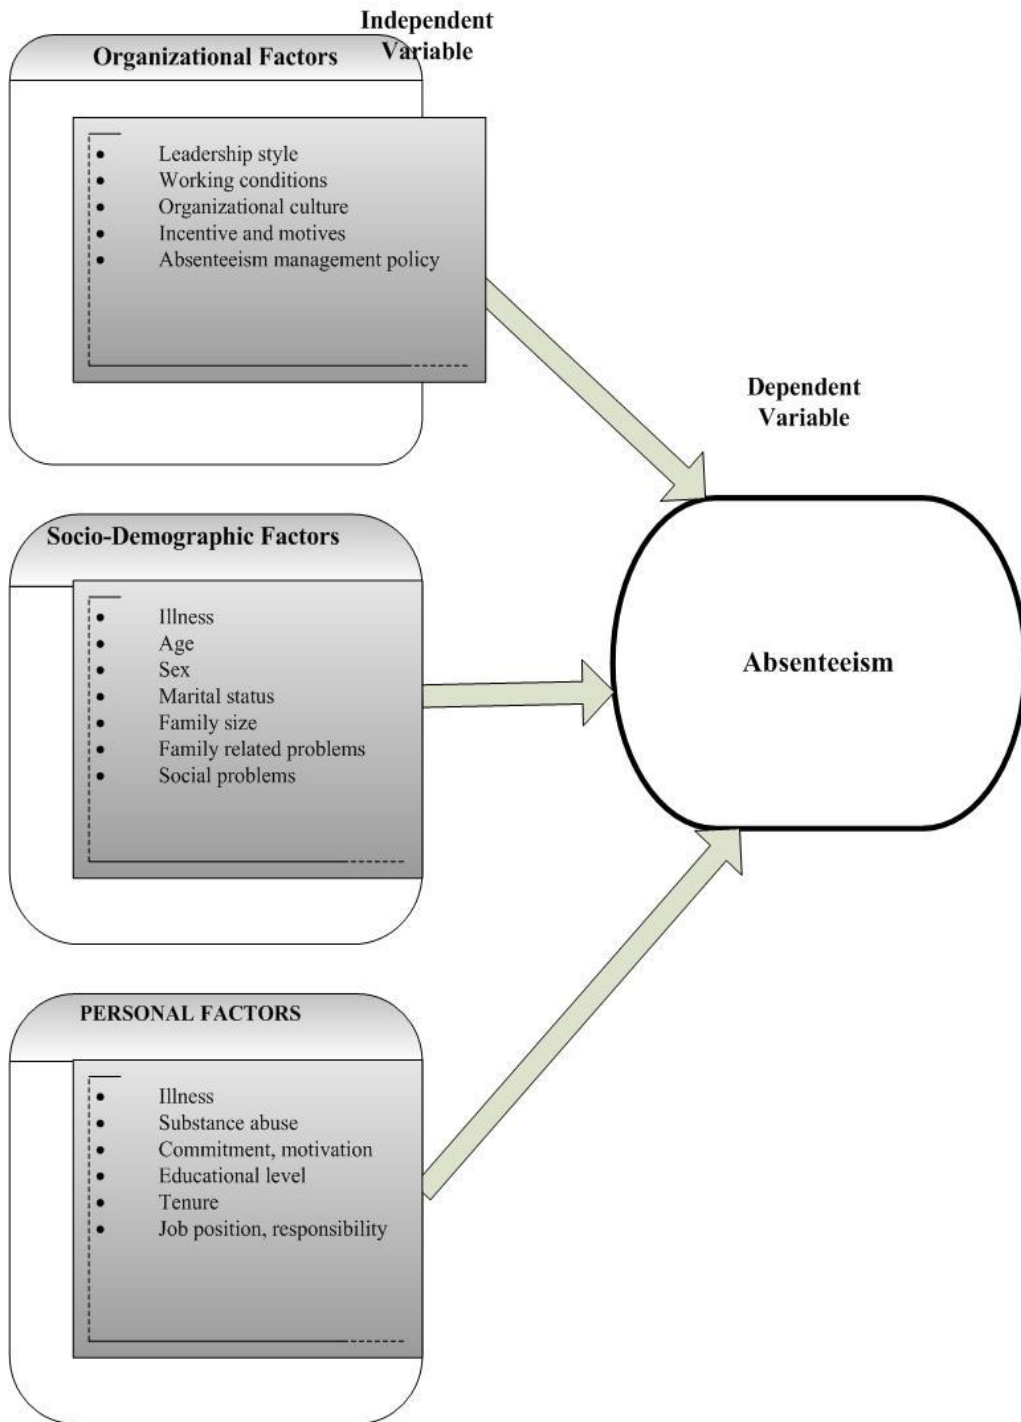 Independent
Variable
Organizational Factors
• Leadership style
• Working conditions
• Organizational culture
• Incentive and motives
• Absenteeism management policy
Dependent
Variable
Socio-Demographic Factors
• Illness
• Age
• Sex
• Marital status
• Family size
• Family related problems
• Social problems
Absenteeism
PERSONAL FACTORS
• Illness
• Substance abuse
• Commitment, motivation
• Educational level
• Tenure
• Job position, responsibility